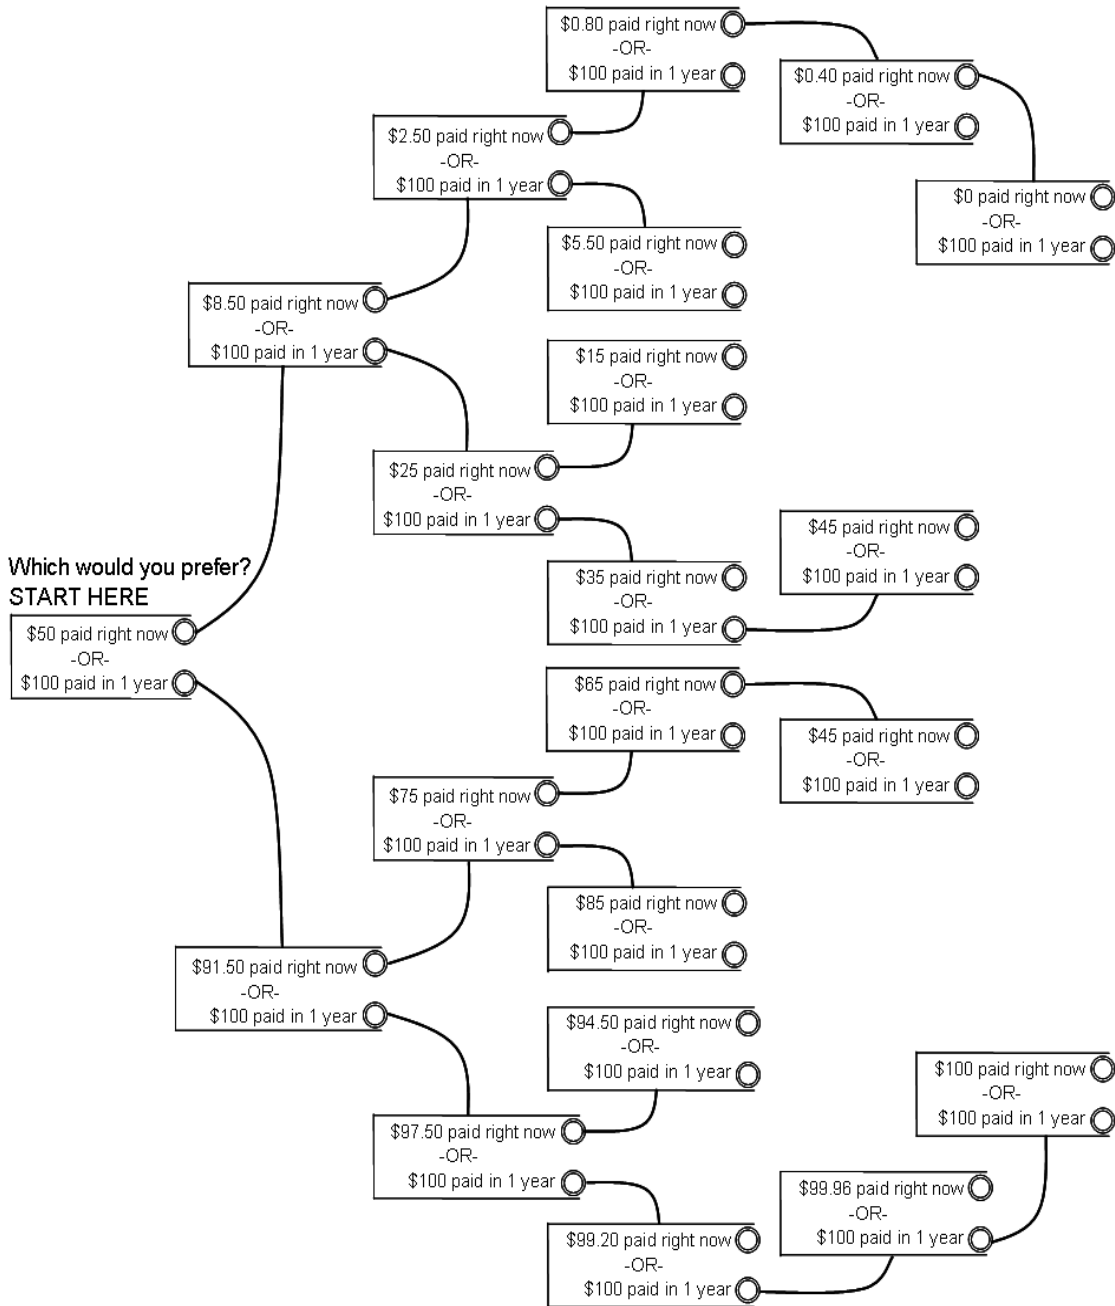 Which would you prefer?
START HERE
$50 paid right now
-OR-
$100 paid in 1 year
$8.50 paid right now
-OR-
$100 paid in 1 year
$91.50 paid right now
-OR-
$100 paid in 1 year
$2.50 paid right now
-OR-
$100 paid in 1 year
$25 paid right now
-OR-
$100 paid in 1 year
$75 paid right now
-OR-
$100 paid in 1 year
$97.50 paid right now
-OR-
$100 paid in 1 year
$0.80 paid right now
-OR-
$100 paid in 1 year
$5.50 paid right now
-OR-
$100 paid in 1 year
$15 paid right now
-OR-
$100 paid in 1 year
$35 paid right now
-OR-
$100 paid in 1 year
$65 paid right now
-OR-
$100 paid in 1 year
$85 paid right now
-OR-
$100 paid in 1 year
$94.50 paid right now
-OR-
$100 paid in 1 year
$99.20 paid right now
-OR-
$100 paid in 1 year
$0.40 paid right now
-OR-
$100 paid in 1 year
$45 paid right now
-OR-
$100 paid in 1 year
$45 paid right now
-OR-
$100 paid in 1 year
$99.96 paid right now
-OR-
$100 paid in 1 year
$0 paid right now
-OR-
$100 paid in 1 year
$100 paid right now
-OR-
$100 paid in 1 year